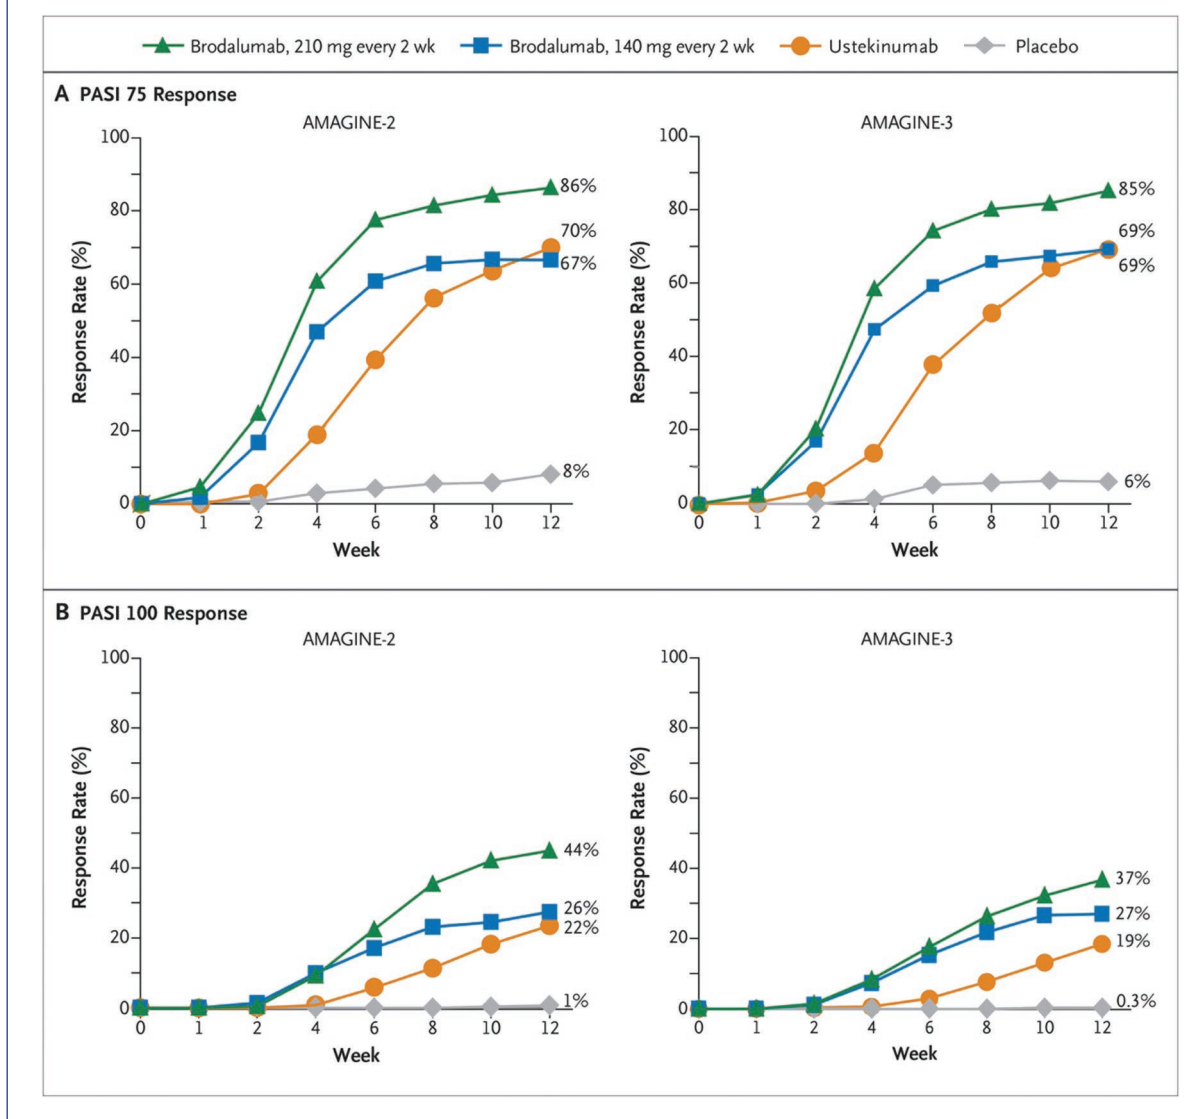 Brodalumab, 210 mg every 2 wk Brodalumab, 140 mg every 2 wk Ustekinumab Placebo
A PASI 75 Response
AMAGINE-2
Response Rate (%)
100
80
60
40
20
0
86%
70%
67%
8%
0 1 2 4 6 8 10 12
Week
AMAGINE-3
Response Rate (%)
100
80
60
40
20
0
85%
69%
69%
6%
0 1 2 4 6 8 10 12
Week
B PASI 100 Response
AMAGINE-2
Response Rate (%)
100
80
60
40
20
0
44%
26%
22%
1%
0 1 2 4 6 8 10 12
Week
AMAGINE-3
Response Rate (%)
100
80
60
40
20
0
37%
27%
19%
0.3%
0 1 2 4 6 8 10 12
Week